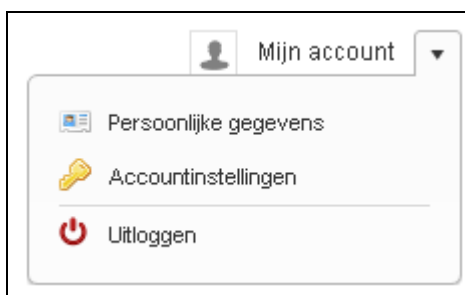 Mijn account
Persoonlijke gegevens
Accountinstellingen
Uitloggen